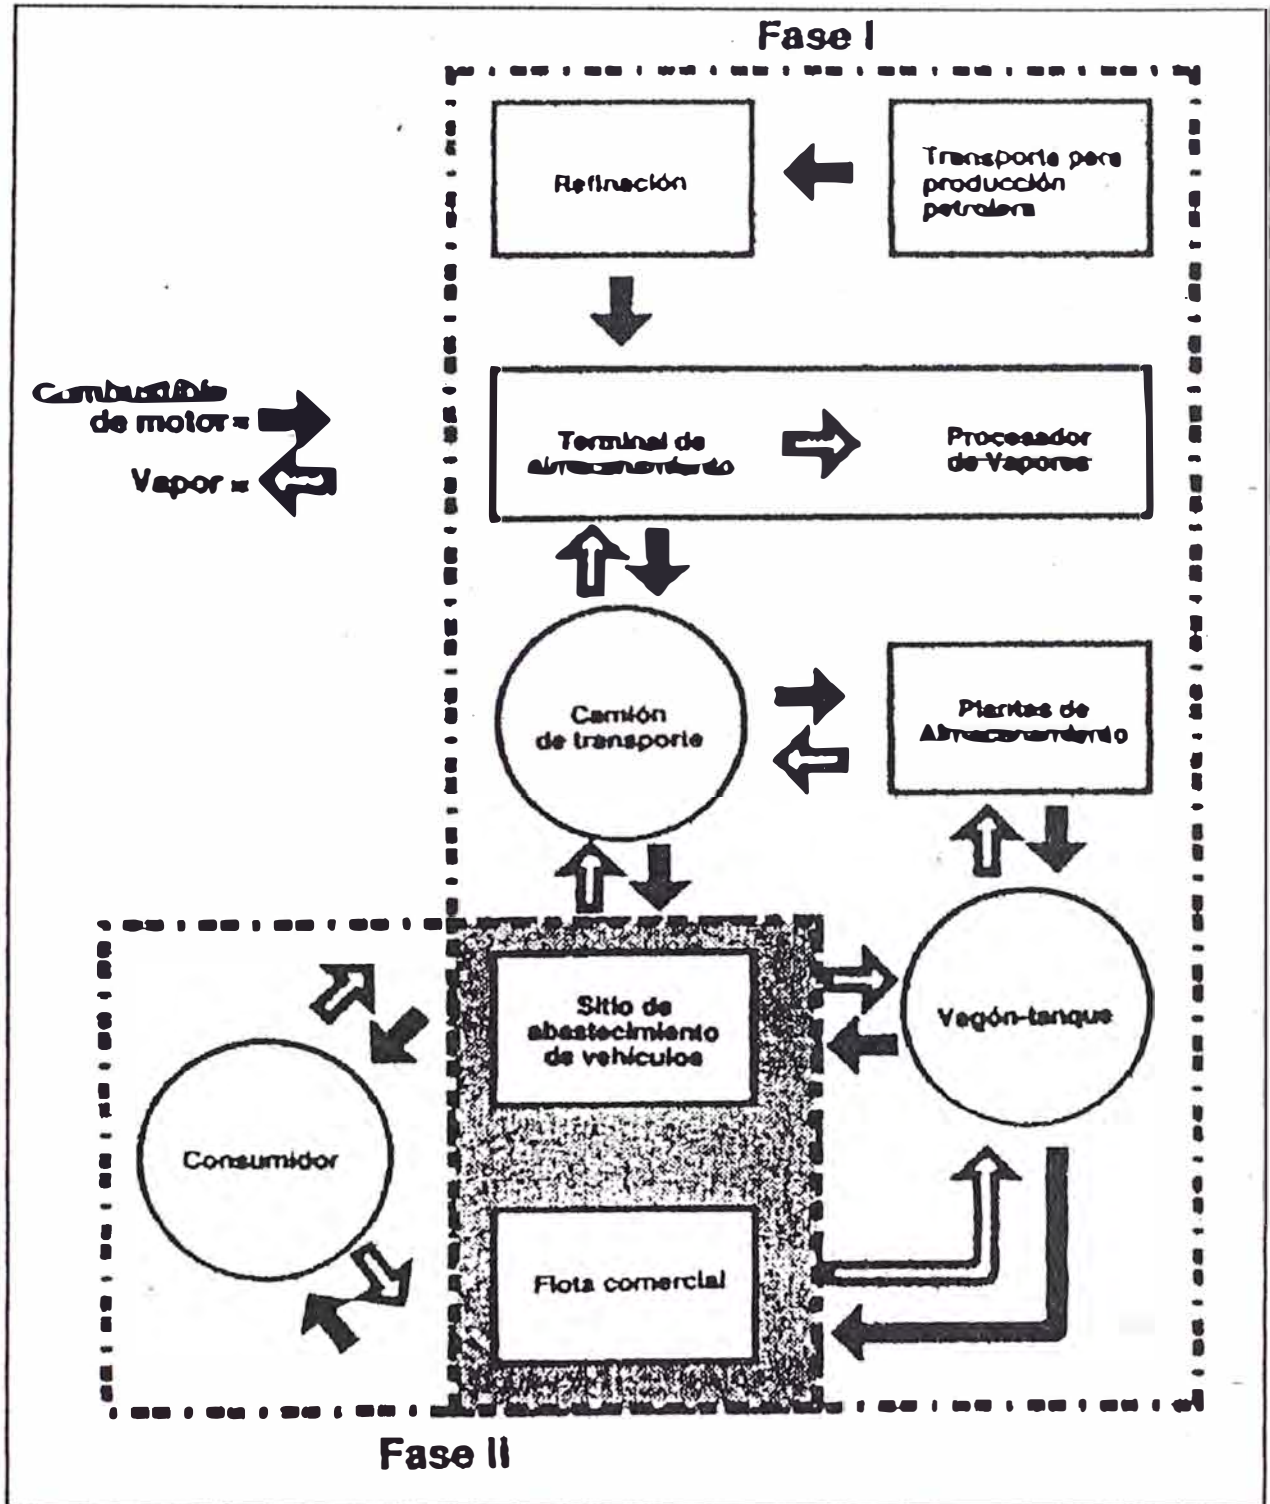 Fase I
Refinación
Transporte para
producción
petrolera
Combustible
de motor =
Vapor =
Terminal de
almacenamiento
Procesador
de Vapores
Camión
de transporte
Plantas de
Almacenamiento
Sitio de
abastecimiento
de vehículos
Vagón-tanque
Consumidor
Flota comercial
Fase II